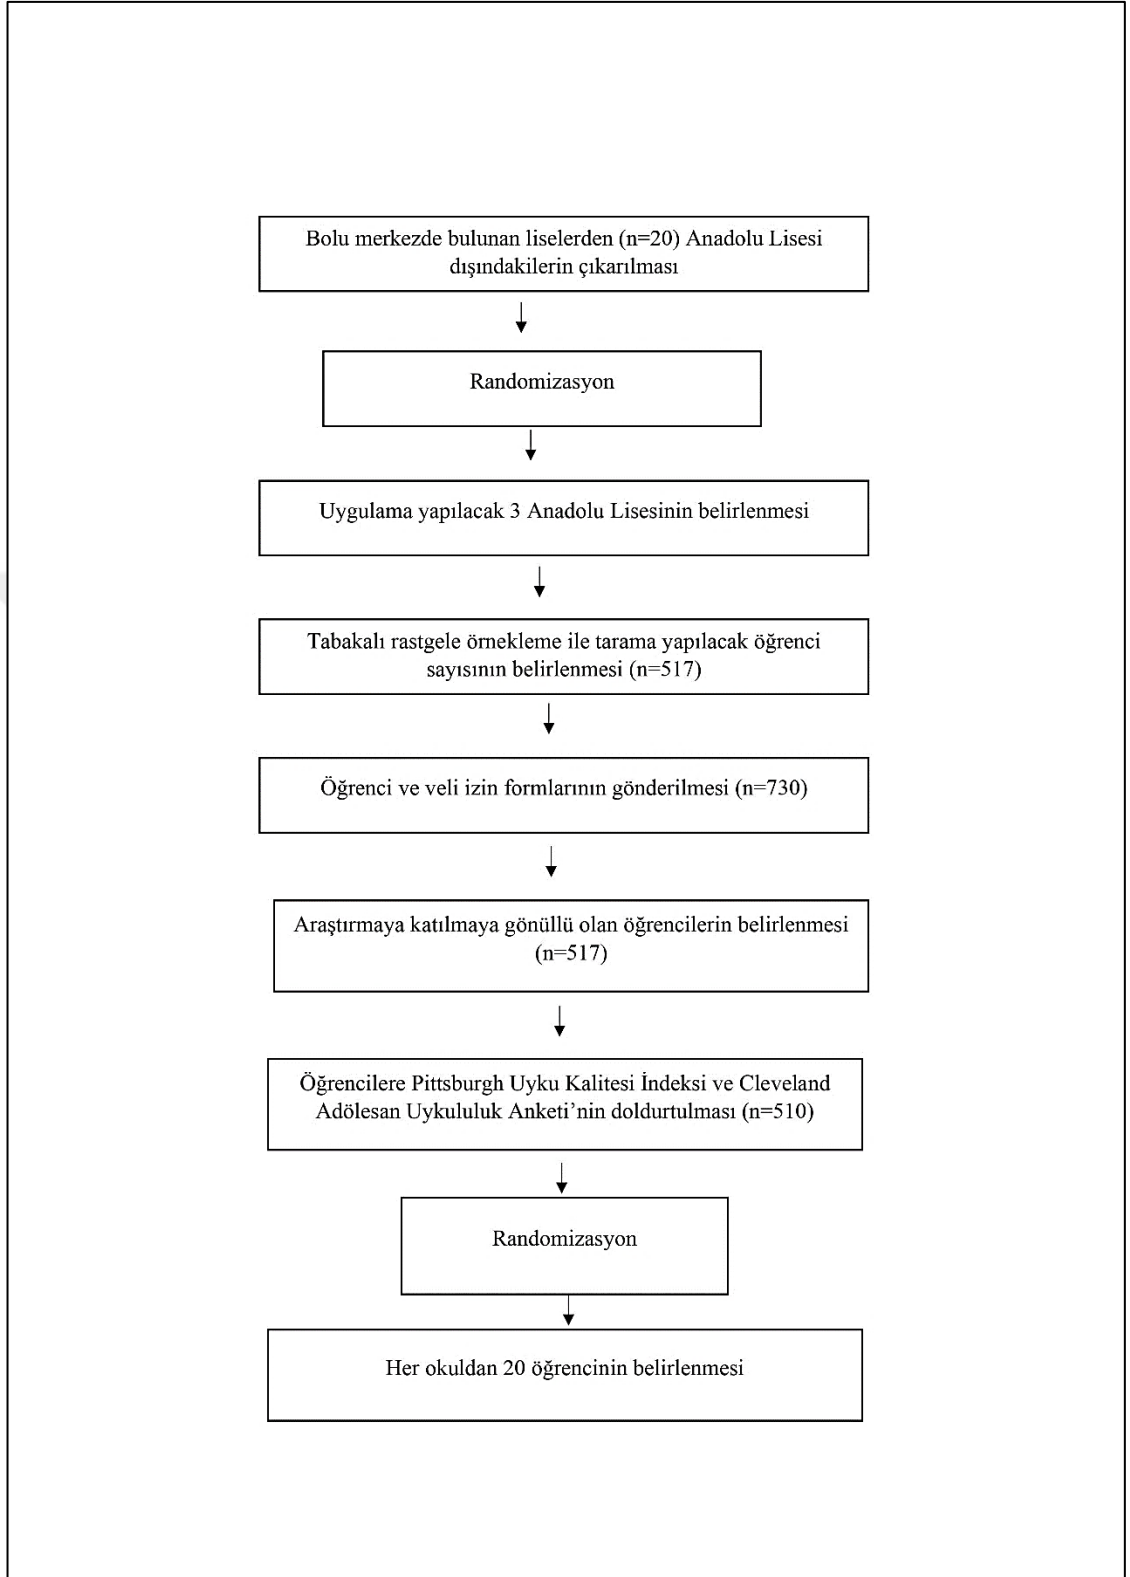 Bolu merkezde bulunan liselerden (n=20) Anadolu Lisesi
dışındakilerin çıkarılması
Randomizasyon
Uygulama yapılacak 3 Anadolu Lisesinin belirlenmesi
Tabakalı rastgele örnekleme ile tarama yapılacak öğrenci
sayısının belirlenmesi (n=517)
Öğrenci ve veli izin formlarının gönderilmesi (n=730)
Araştırmaya katılmaya gönüllü olan öğrencilerin belirlenmesi
(n=517)
Öğrencilere Pittsburgh Uyku Kalitesi İndeksi ve Cleveland
Adölesan Uykululuk Anketi’nin doldurtulması (n=510)
Randomizasyon
Her okuldan 20 öğrencinin belirlenmesi